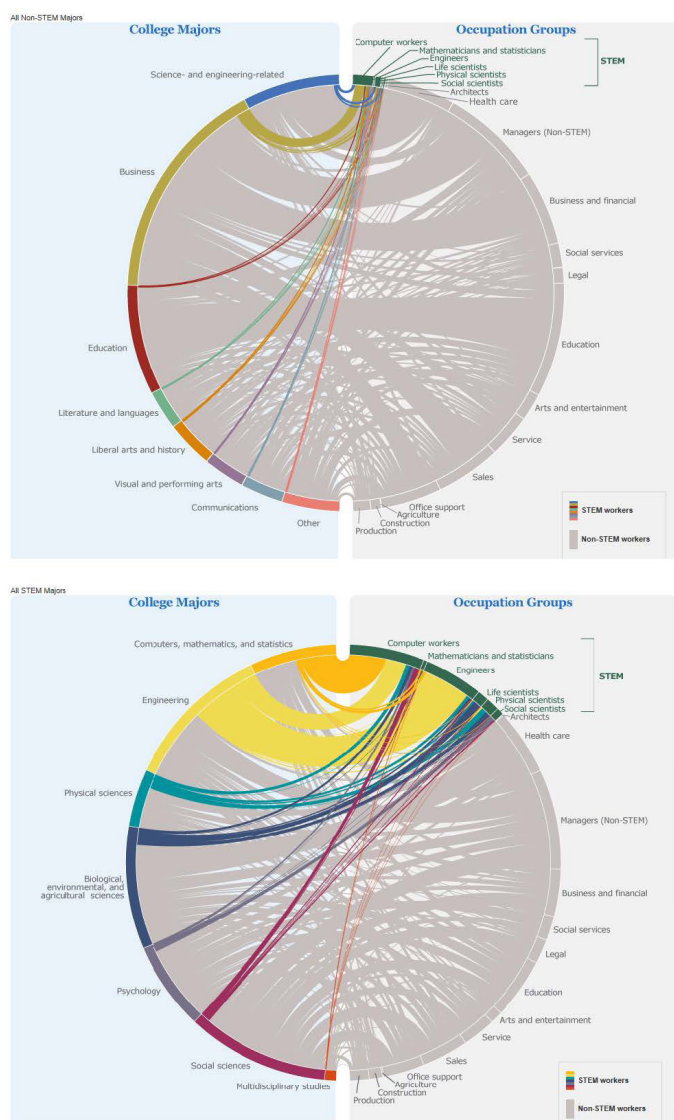 All Non-STEM Majors
College Majors
Occupation Groups
Computer workers
Mathematicians and statisticians
Engineers
Life scientists
Physical scientists
Social scientists
STEM
Architects
Health care
Science- and engineering-related
Managers (Non-STEM)
Business
Business and financial
Social services
Legal
Education
Education
Literature and languages
Arts and entertainment
Liberal arts and history
Service
Visual and performing arts
Sales
Communications
Office support
Agriculture
Other
Construction
Production
STEM workers
Non-STEM workers
All STEM Majors
College Majors
Occupation Groups
Computers, mathematics, and statistics
Computer workers
Mathematicians and statisticians
Engineers
STEM
Engineering
Life scientists
Physical scientists
Social scientists
Architects
Health care
Physical sciences
Managers (Non-STEM)
Biological,
environmental, and
agricultural sciences
Business and financial
Social services
Legal
Psychology
Education
Arts and entertainment
Service
Social sciences
Sales
Multidisciplinary studies
Office support
Agriculture
Construction
Production
STEM workers
Non-STEM workers